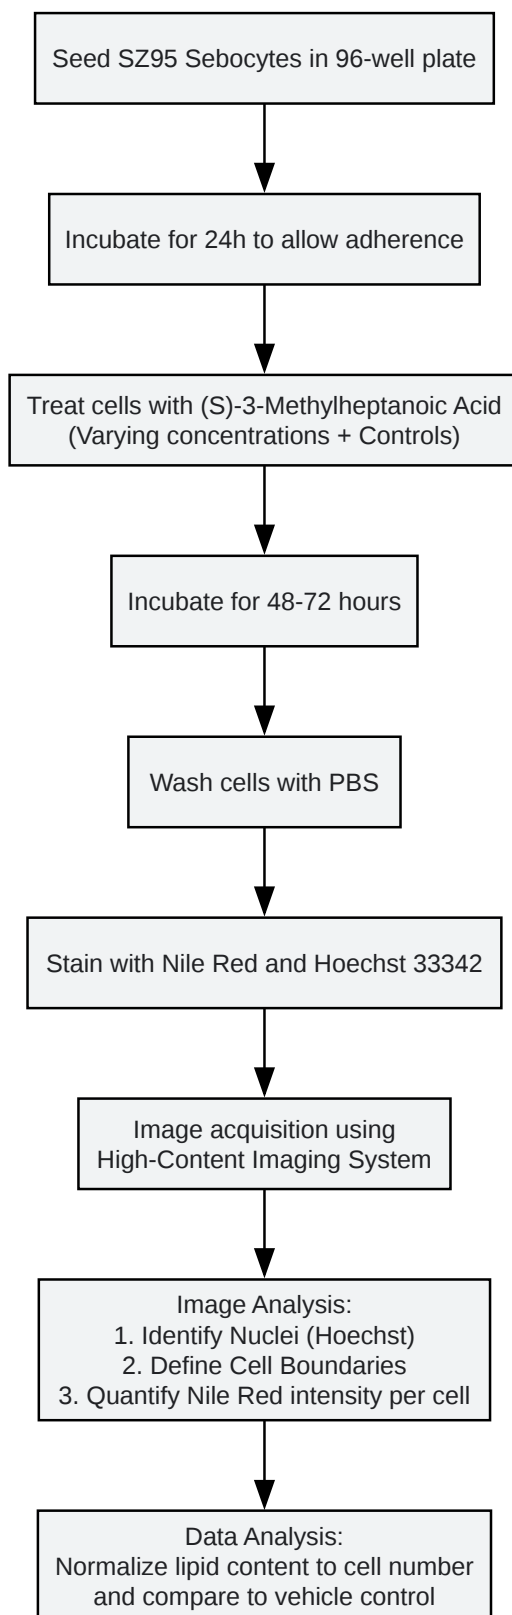 Seed SZ95 Sebocytes in 96-well plate
Incubate for 24h to allow adherence
Treat cells with (S)-3-Methylheptanoic Acid
(Varying concentrations + Controls)
Incubate for 48-72 hours
Wash cells with PBS
Stain with Nile Red and Hoechst 33342
Image acquisition using
High-Content Imaging System
Image Analysis:
1. Identify Nuclei (Hoechst)
2. Define Cell Boundaries
3. Quantify Nile Red intensity per cell
Data Analysis:
Normalize lipid content to cell number
and compare to vehicle control